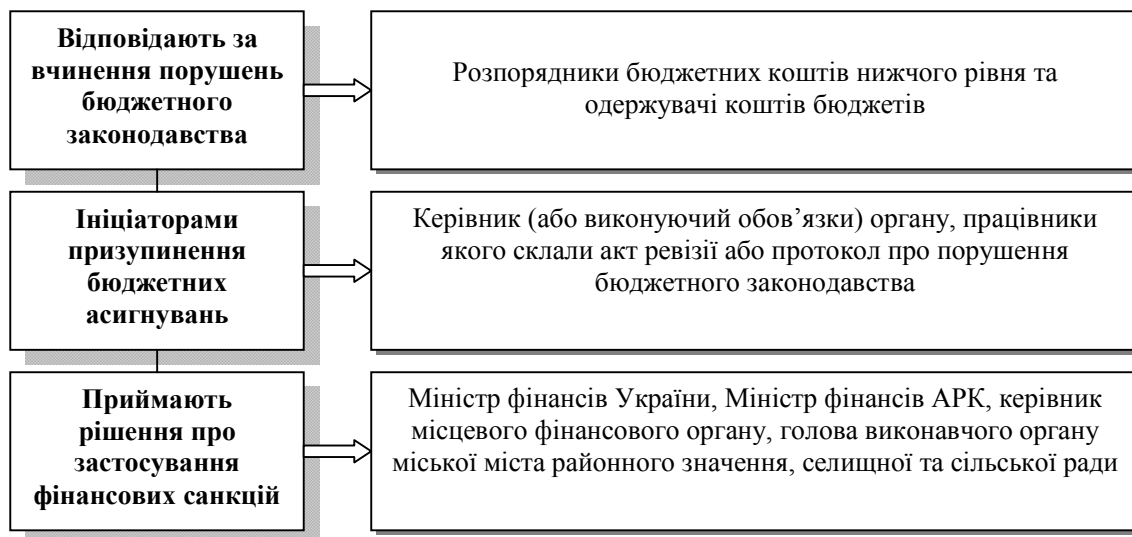 Відповідають за
вчинення порушень
бюджетного
законодавства
Розпорядники бюджетних коштів нижчого рівня та
одержувачі коштів бюджетів
Ініціаторами
призупинення
бюджетних
асигнувань
Керівник (або виконуючий обов’язки) органу, працівники
якого склали акт ревізії або протокол про порушення
бюджетного законодавства
Приймають
рішення про
застосування
фінансових санкцій
Міністр фінансів України, Міністр фінансів АРК, керівник
місцевого фінансового органу, голова виконавчого органу
міської міста районного значення, селищної та сільської ради